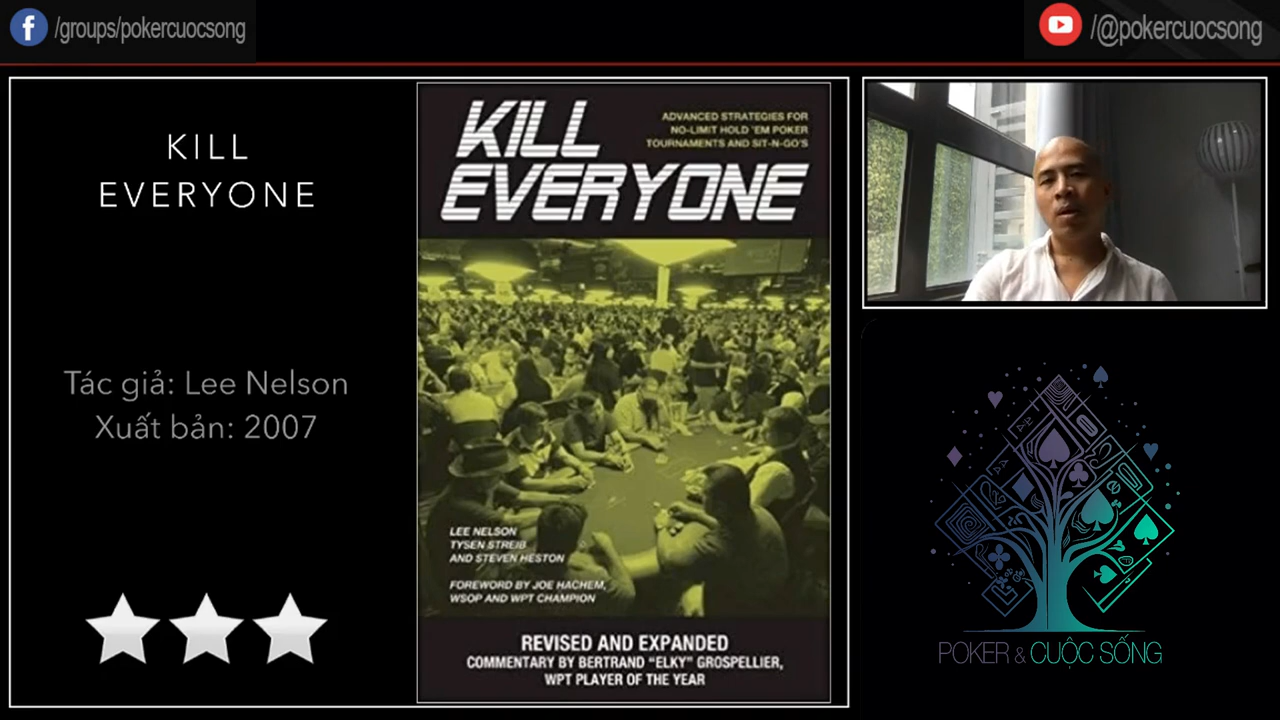 /groups/pokercuocsong
/@pokercuocsong
KILL
EVERYONE
Tác giả: Lee Nelson
Xuất bản: 2007
KILL
EVERYONE
ADVANCED STRATEGIES FOR
NO-LIMIT HOLD 'EM POKER
TOURNAMENTS AND SIT-N-GO'S
LEE NELSON
TYSEN STREIB
AND STEVEN HESTON
FOREWORD BY JOE HACHEM,
WSOP AND WPT CHAMPION
REVISED AND EXPANDED
COMMENTARY BY BERTRAND "ELKY" GROSPELLIER,
WPT PLAYER OF THE YEAR
POKER & CUỘC SỐNG